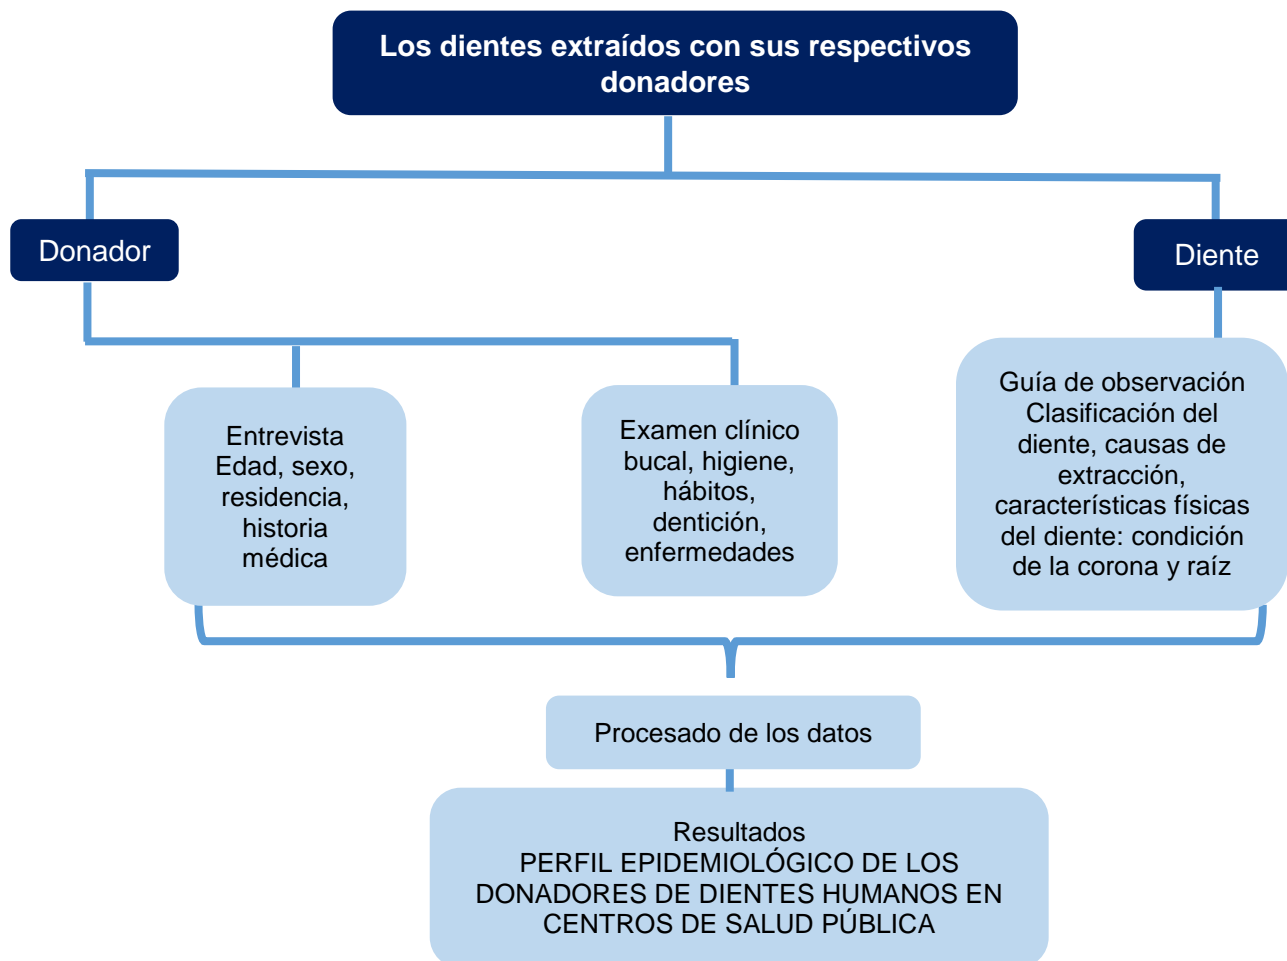 Los dientes extraídos con sus respectivos
donadores
Donador
Diente
Entrevista
Edad, sexo,
residencia,
historia
médica
Examen clínico
bucal, higiene,
hábitos,
dentición,
enfermedades
Guía de observación
Clasificación del
diente, causas de
extracción,
características físicas
del diente: condición
de la corona y raíz
Procesado de los datos
Resultados
PERFIL EPIDEMIOLÓGICO DE LOS
DONADORES DE DIENTES HUMANOS EN
CENTROS DE SALUD PÚBLICA